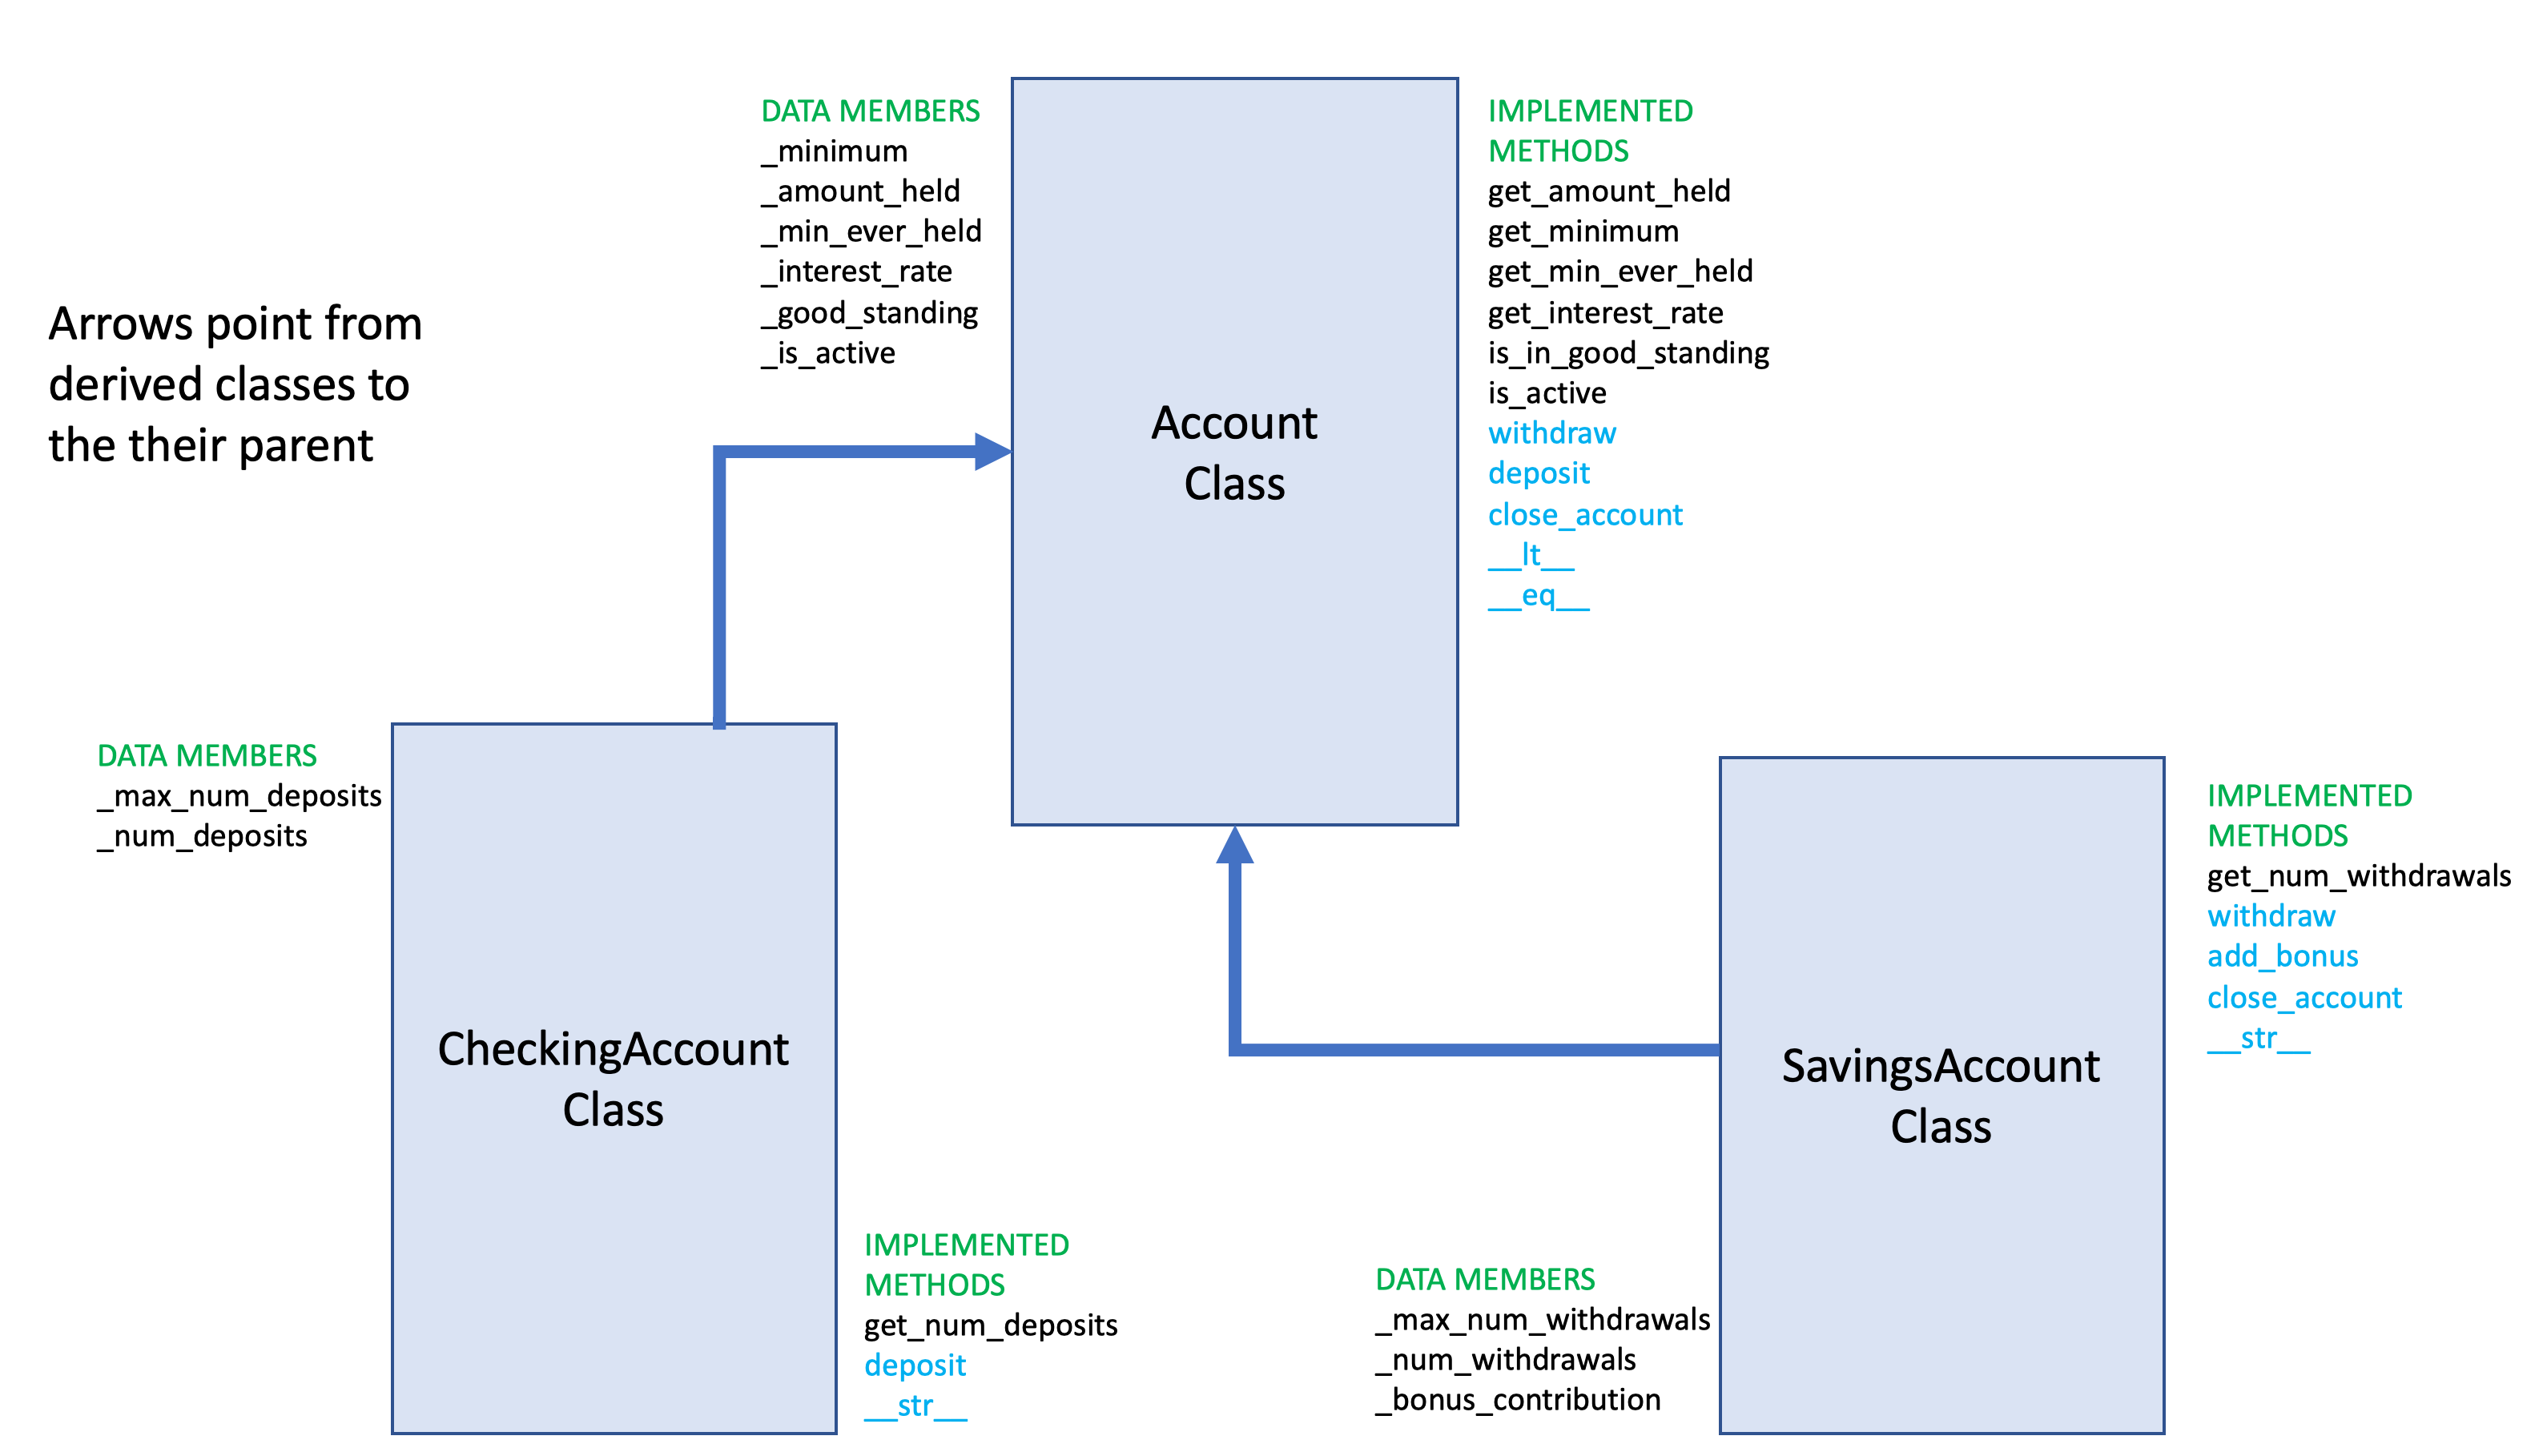 Arrows point from
derived classes to
the their parent
DATA MEMBERS
_minimum
_amount_held
_min_ever_held
_interest_rate
_good_standing
_is_active
Account
Class
IMPLEMENTED
METHODS
get_amount_held
get_minimum
get_min_ever_held
get_interest_rate
is_in_good_standing
is_active
withdraw
deposit
close_account
__lt__
__eq__
DATA MEMBERS
_max_num_deposits
_num_deposits
CheckingAccount
Class
IMPLEMENTED
METHODS
get_num_deposits
deposit
__str__
DATA MEMBERS
_max_num_withdrawals
_num_withdrawals
_bonus_contribution
SavingsAccount
Class
IMPLEMENTED
METHODS
get_num_withdrawals
withdraw
add_bonus
close_account
__str__